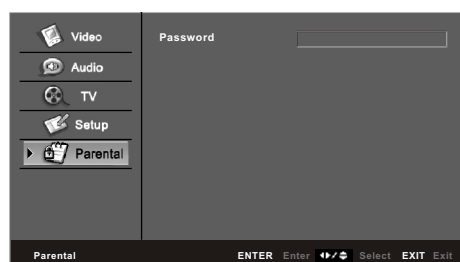 Video
Password
Audio
TV
Setup
Parental
Parental ENTER Enter Select EXIT Exit